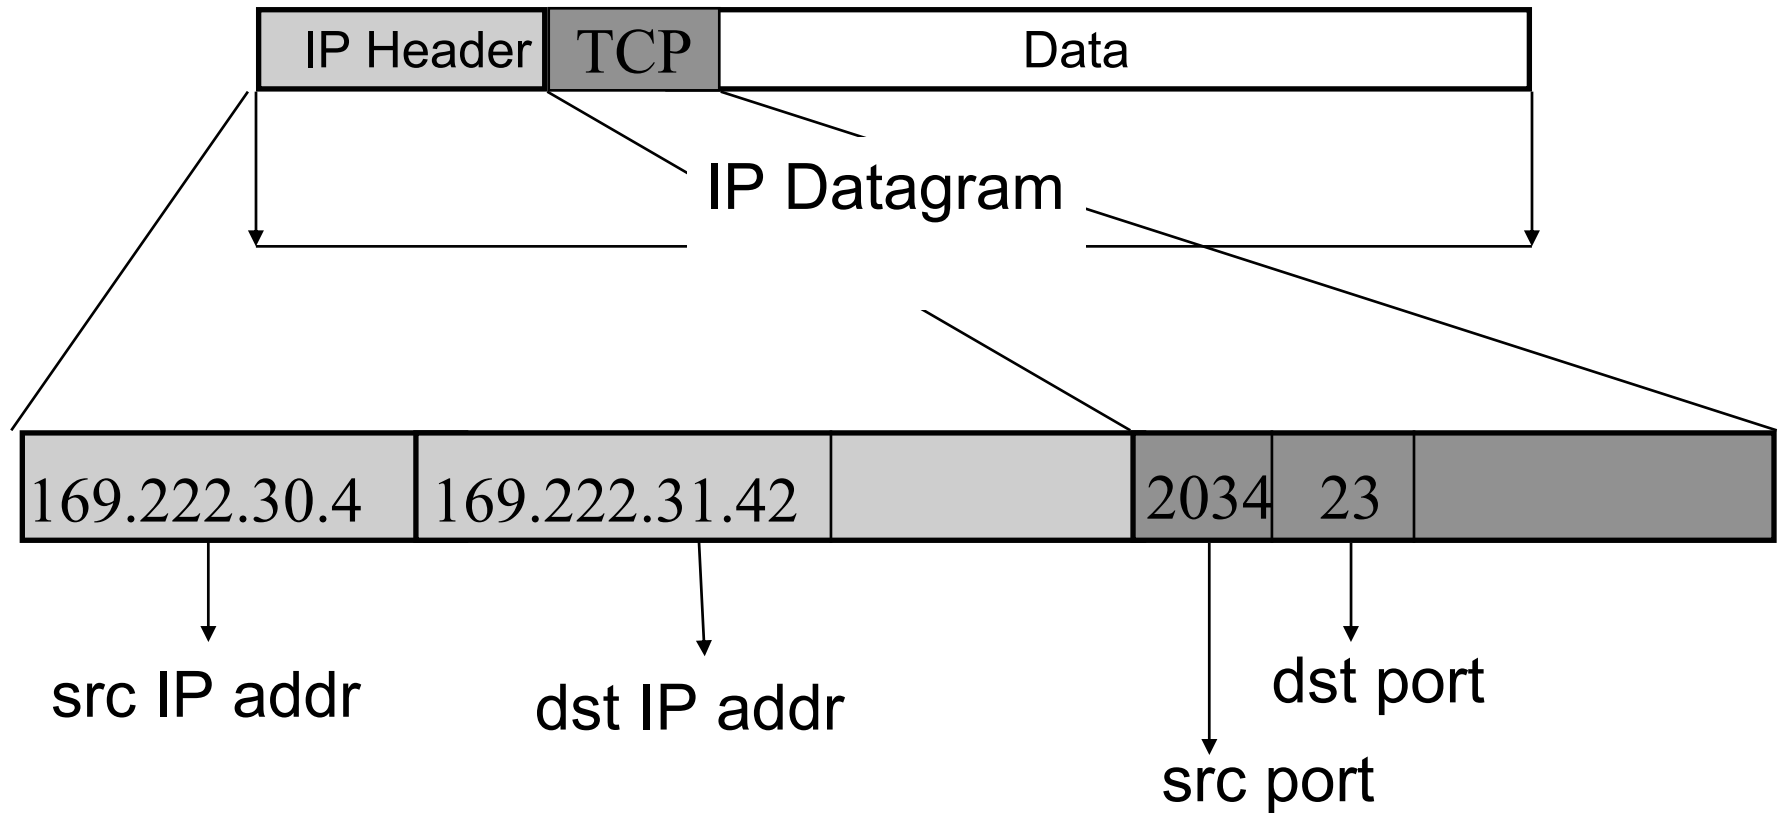 IP Header TCP Data
IP Datagram
169.222.30.4 169.222.31.42 2034 23
src IP addr dst IP addr dst port
src port